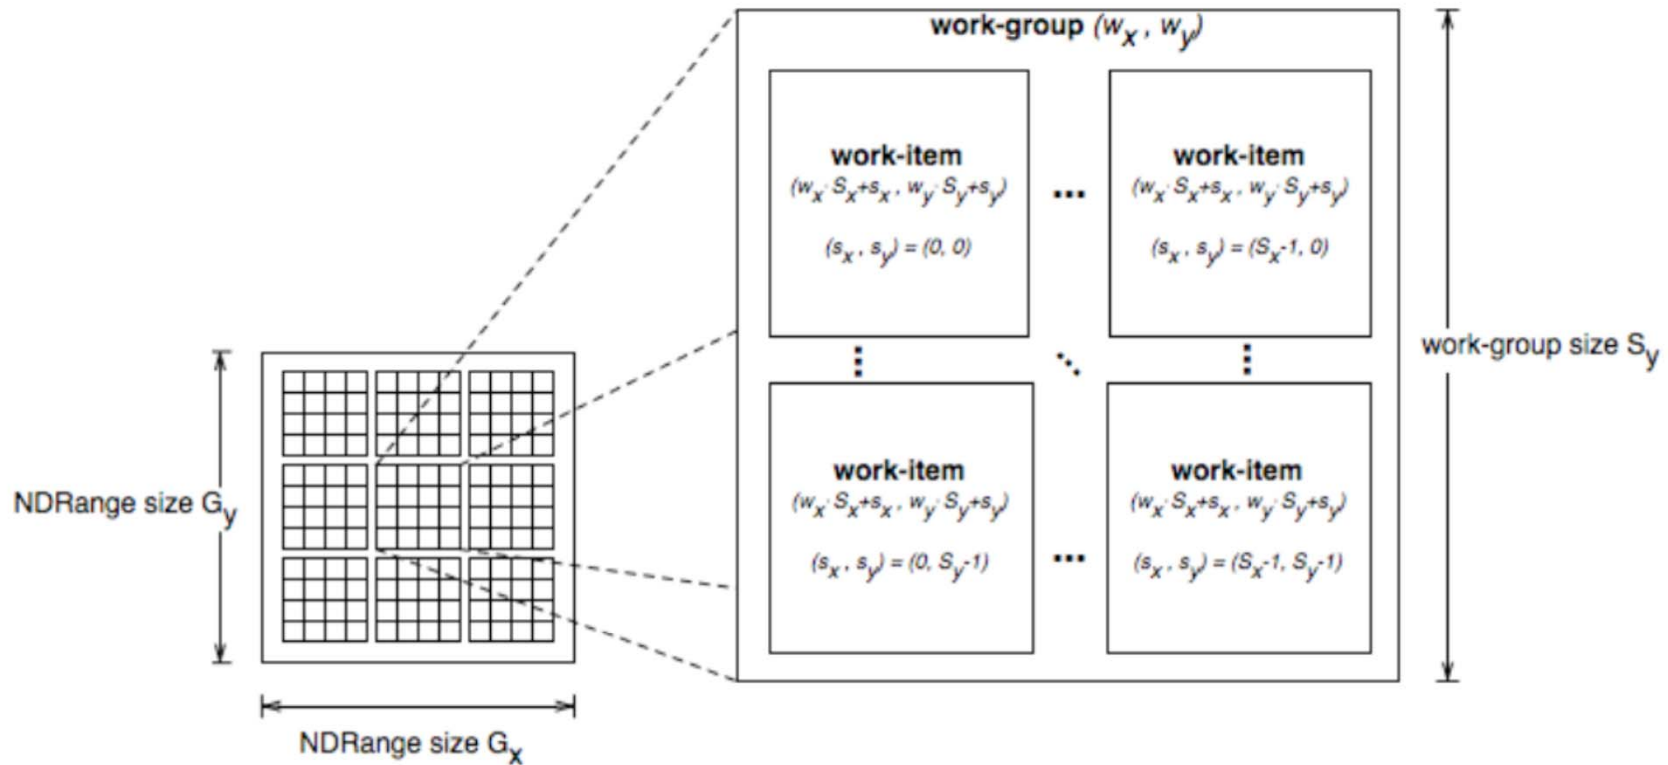 work-group (wx , wy)
work-item
(wx· Sx+sx , wy· Sy+sy)
(sx , sy) = (0, 0)
...
work-item
(wx· Sx+sx , wy· Sy+sy)
(sx , sy) = (Sx-1, 0)
work-group size Sy
work-item
(wx· Sx+sx , wy· Sy+sy)
(sx , sy) = (0, Sy-1)
...
work-item
(wx· Sx+sx , wy· Sy+sy)
(sx , sy) = (Sx-1, Sy-1)
NDRange size Gy
NDRange size Gx